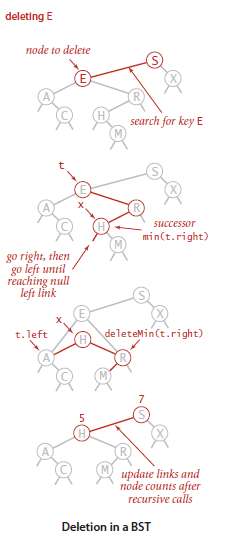 deleting E
node to delete
S
E
X
A
R
C
H
M
search for key E
t
S
E
X
x
A
R
C
H
successor
min(t.right)
M
go right, then
go left until
reaching null
left link
S
E
X
x
t.left
H
deleteMin(t.right)
A
R
C
M
7
S
5
H
X
A
R
C
M
update links and
node counts after
recursive calls
Deletion in a BST